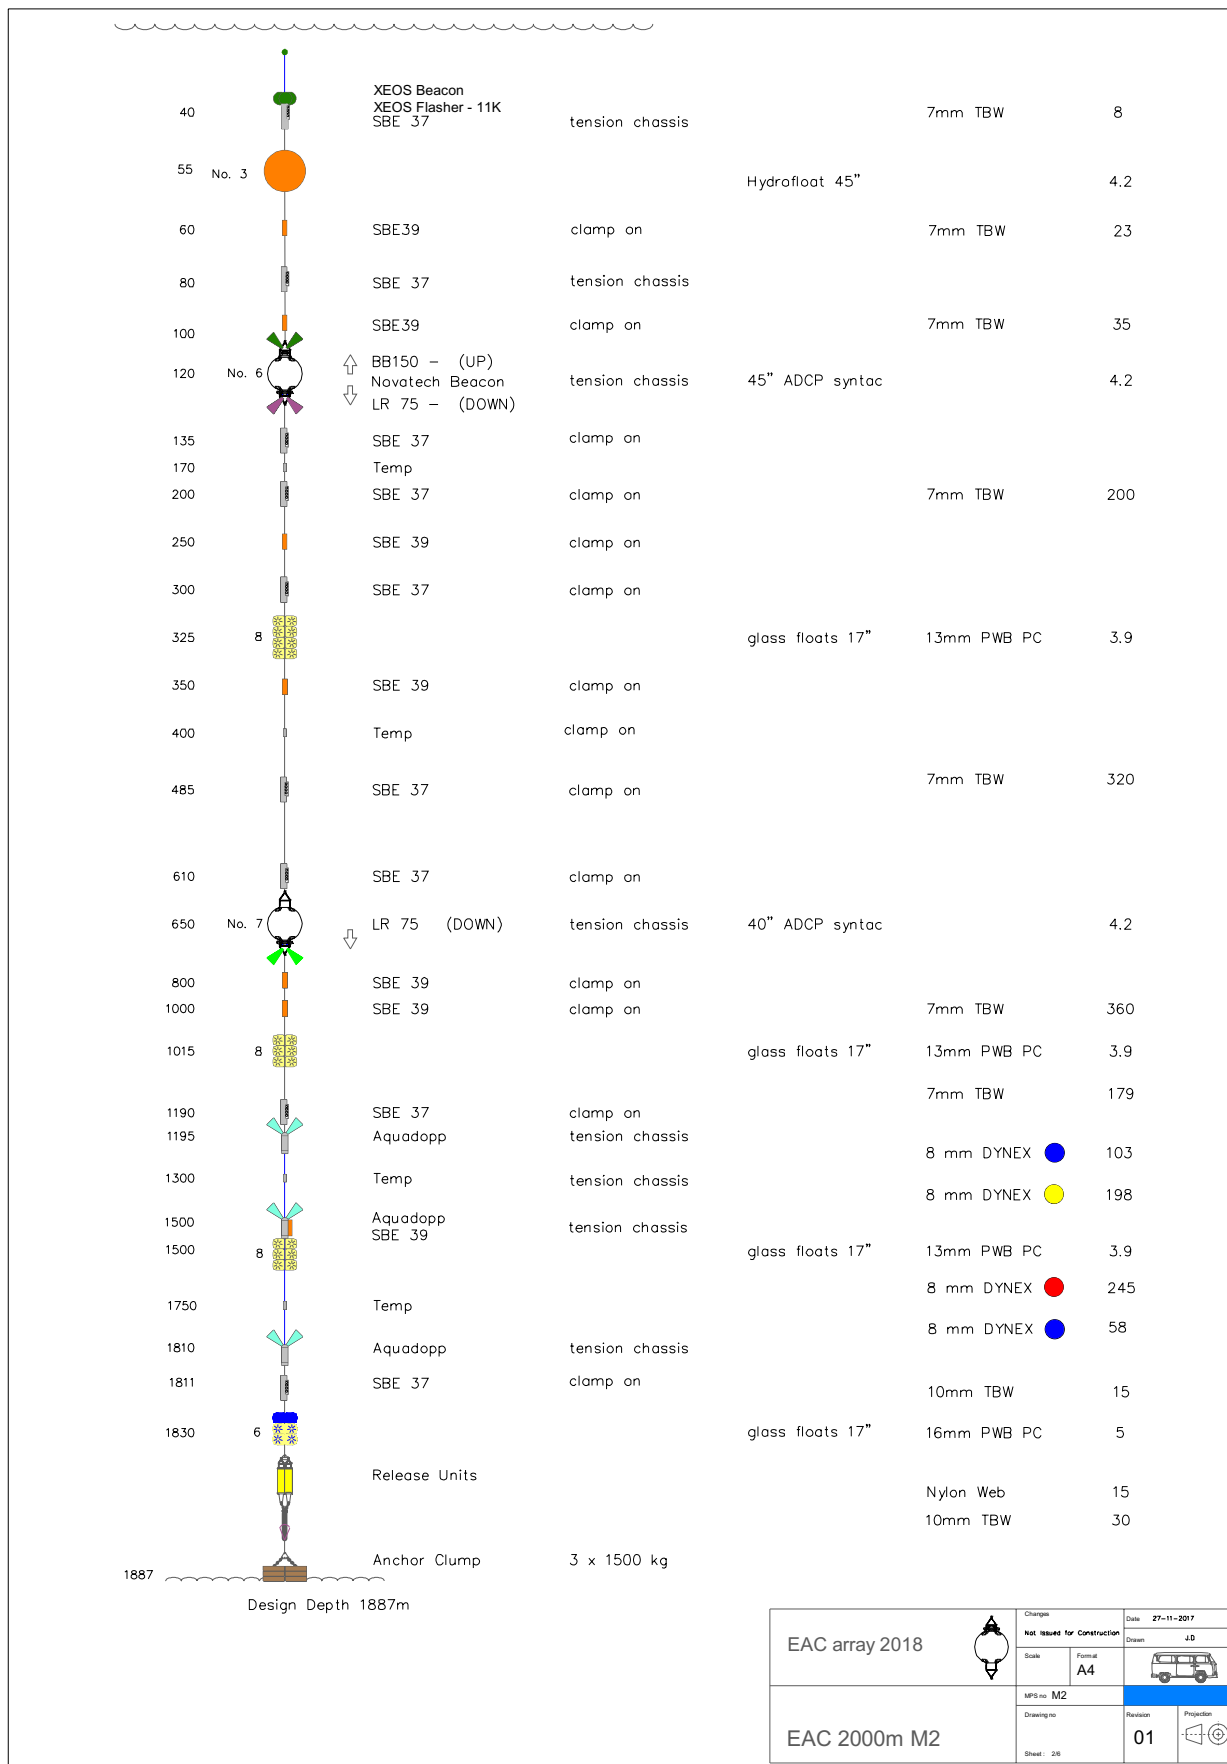 XEOS Beacon
XEOS Flasher - 11K
40 SBE 37 tension chassis 7mm TBW 8
55 No. 3 Hydrofloat 45" 4.2
60 SBE39 clamp on 7mm TBW 23
80 SBE 37 tension chassis
100 SBE39 clamp on 7mm TBW 35
BB150 – (UP)
120 No. 6 Novatech Beacon tension chassis 45" ADCP syntac 4.2
LR 75 – (DOWN)
135 SBE 37 clamp on
170 Temp
200 SBE 37 clamp on 7mm TBW 200
250 SBE 39 clamp on
300 SBE 37 clamp on
325 8 glass floats 17" 13mm PWB PC 3.9
350 SBE 39 clamp on
400 Temp clamp on
7mm TBW 320
485 SBE 37 clamp on
610 SBE 37 clamp on
650 No. 7 LR 75 (DOWN) tension chassis 40" ADCP syntac 4.2
800 SBE 39 clamp on
1000 SBE 39 clamp on 7mm TBW 360
1015 8 glass floats 17" 13mm PWB PC 3.9
7mm TBW 179
1190 SBE 37 clamp on
1195 Aquadopp tension chassis
8 mm DYNEX 103
1300 Temp tension chassis
8 mm DYNEX 198
1500 Aquadopp
SBE 39 tension chassis
1500 8 glass floats 17" 13mm PWB PC 3.9
8 mm DYNEX 245
1750 Temp
8 mm DYNEX 58
1810 Aquadopp tension chassis
1811 SBE 37 clamp on
10mm TBW 15
1830 6 glass floats 17" 16mm PWB PC 5
Release Units
Nylon Web 15
10mm TBW 30
Anchor Clump 3 x 1500 kg
1887
Design Depth 1887m
EAC array 2018
Changes
Not Issued for Construction
Date 27-11-2017
Drawn J.D
Scale
Format
A4
MPS no M2
EAC 2000m M2
Drawing no
Sheet : 2/6
Revision
01
Projection